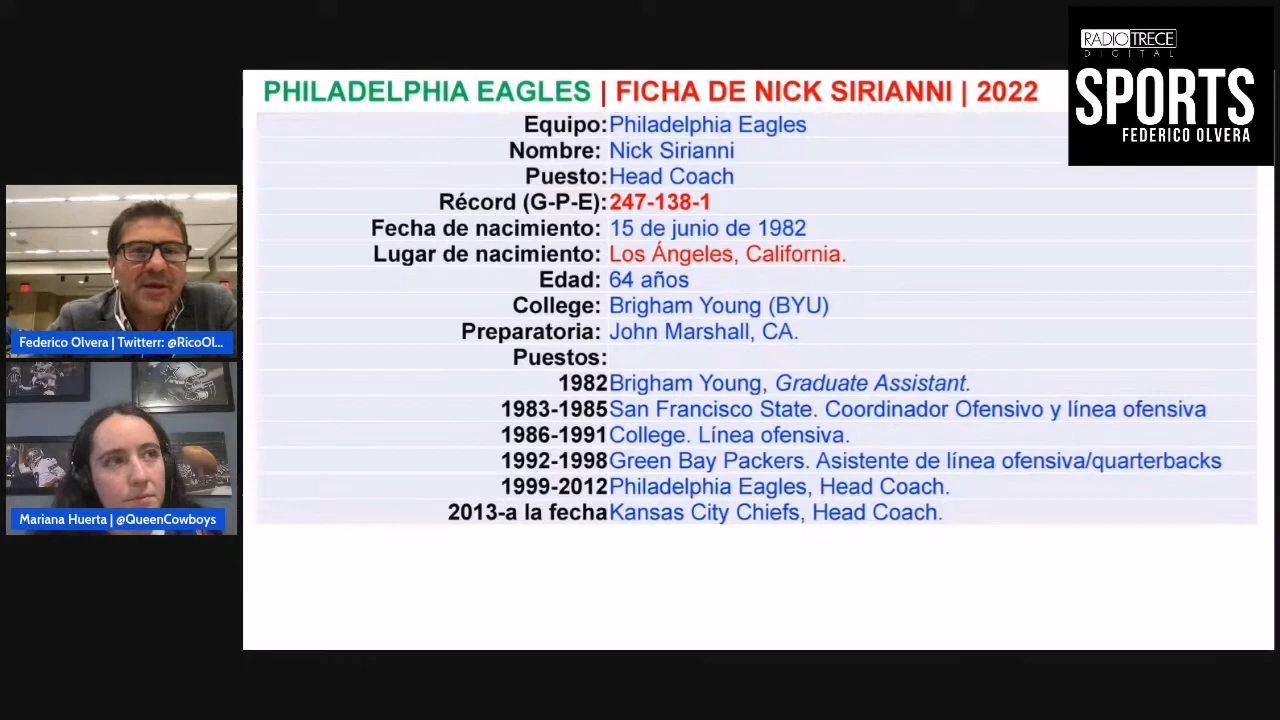 RADIO TRECE
DIGITAL
SPORTS
FEDERICO OLVERA
PHILADELPHIA EAGLES | FICHA DE NICK SIRIANNI | 2022
Equipo: Philadelphia Eagles
Nombre: Nick Sirianni
Puesto: Head Coach
Récord (G-P-E): 247-138-1
Fecha de nacimiento: 15 de junio de 1982
Lugar de nacimiento: Los Ángeles, California.
Edad: 64 años
College: Brigham Young (BYU)
Preparatoria: John Marshall, CA.
Puestos:
1982 Brigham Young, Graduate Assistant.
1983-1985 San Francisco State. Coordinador Ofensivo y línea ofensiva
1986-1991 College. Línea ofensiva.
1992-1998 Green Bay Packers. Asistente de línea ofensiva/quarterbacks
1999-2012 Philadelphia Eagles, Head Coach.
2013-a la fecha Kansas City Chiefs, Head Coach.
Federico Olvera | Twitterr: @RicoOl...
Mariana Huerta | @QueenCowboys